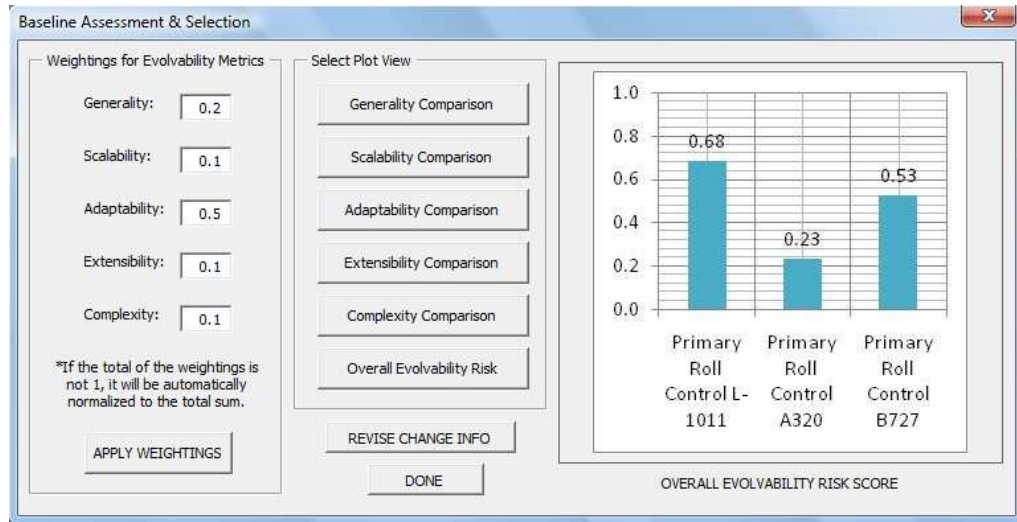 Baseline Assessment & Selection
Weightings for Evolvability Metrics
Generality: 0.2
Scalability: 0.1
Adaptability: 0.5
Extensibility: 0.1
Complexity: 0.1
*If the total of the weightings is
not 1, it will be automatically
normalized to the total sum.
APPLY WEIGHTINGS
Select Plot View
Generality Comparison
Scalability Comparison
Adaptability Comparison
Extensibility Comparison
Complexity Comparison
Overall Evolvability Risk
REVISE CHANGE INFO
DONE
1.0
0.8
0.6
0.4
0.2
0.0
0.68
0.23
0.53
Primary
Roll
Control L-
1011
Primary
Roll
Control
A320
Primary
Roll
Control
B727
OVERALL EVOLVABILITY RISK SCORE